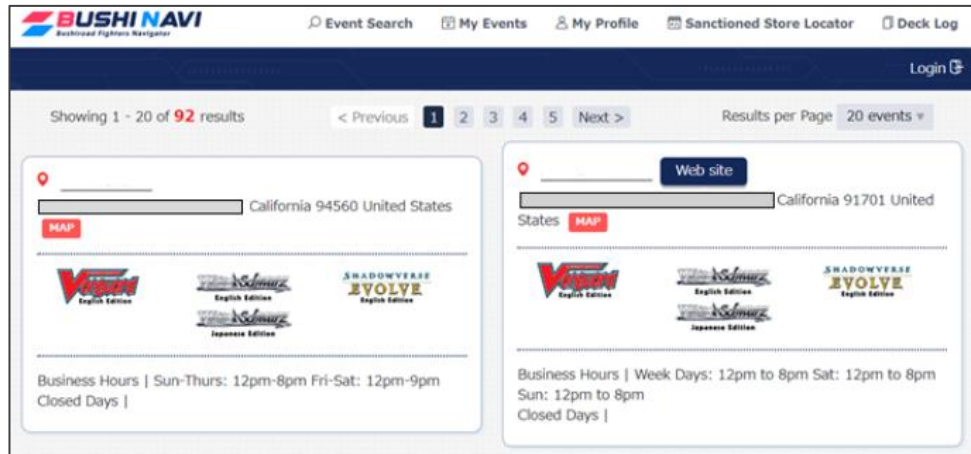 BUSHI NAVI
Bushiroad Fighters Navigator
Event Search My Events My Profile Sanctioned Store Locator Deck Log
Login
Showing 1 - 20 of 92 results < Previous 1 2 3 4 5 Next > Results per Page 20 events
California 94560 United States
MAP
VANGUARD
English Edition
Weiß Schwarz
English Edition
SHADOWVERSE
EVOLVE
English Edition
Weiß Schwarz
Japanese Edition
Business Hours | Sun-Thurs: 12pm-8pm Fri-Sat: 12pm-9pm
Closed Days |
Web site
California 91701 United
States MAP
VANGUARD
English Edition
Weiß Schwarz
English Edition
SHADOWVERSE
EVOLVE
English Edition
Weiß Schwarz
Japanese Edition
Business Hours | Week Days: 12pm to 8pm Sat: 12pm to 8pm
Sun: 12pm to 8pm
Closed Days |